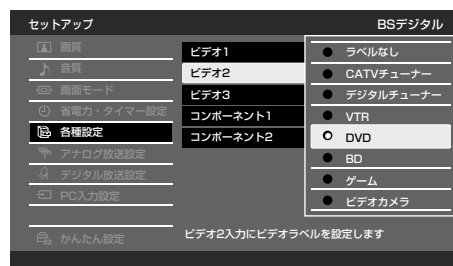 セットアップ
BSデジタル
画質
音質
画面モード
省電力・タイマー設定
各種設定
アナログ放送設定
デジタル放送設定
PC入力設定
かんたん設定
ビデオ1
ビデオ2
ビデオ3
コンポーネント1
コンポーネント2
ラベルなし
CATVチューナー
デジタルチューナー
VTR
DVD
BD
ゲーム
ビデオカメラ
ビデオ2入力にビデオラベルを設定します